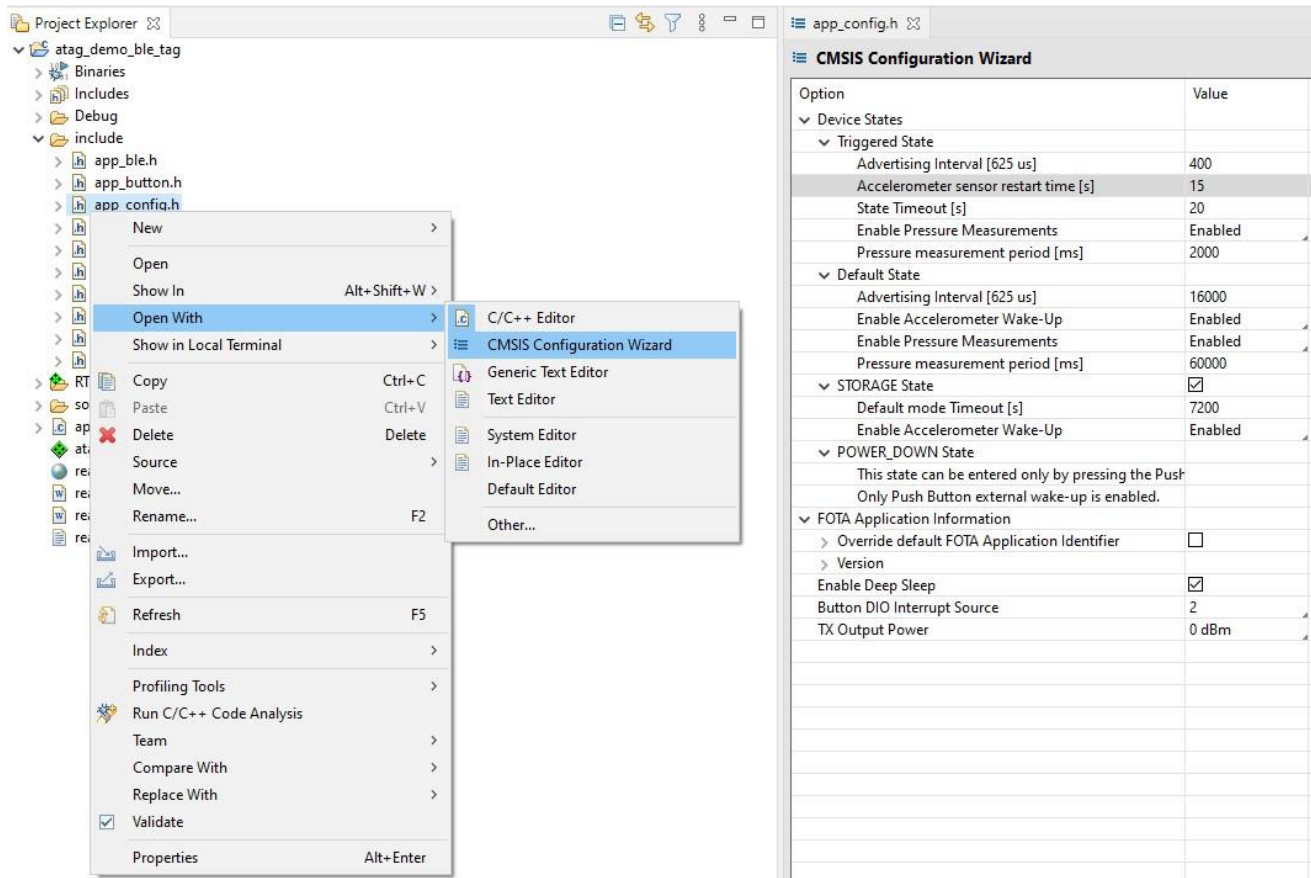 Project Explorer
atag_demo_ble_tag
Binaries
Includes
Debug
include
app_ble.h
app_button.h
app_config.h
RT
so
ap
ata
rea
rea
rea
rea
New
Open
Show In Alt+Shift+W >
Open With
Show in Local Terminal
Copy Ctrl+C
Paste Ctrl+V
Delete Delete
Source
Move...
Rename... F2
Import...
Export...
Refresh F5
Index
Profiling Tools
Run C/C++ Code Analysis
Team
Compare With
Replace With
Validate
Properties Alt+Enter
C/C++ Editor
CMSIS Configuration Wizard
Generic Text Editor
Text Editor
System Editor
In-Place Editor
Default Editor
Other...
app_config.h
CMSIS Configuration Wizard
Option Value
Device States
Triggered State
Advertising Interval [625 us] 400
Accelerometer sensor restart time [s] 15
State Timeout [s] 20
Enable Pressure Measurements Enabled
Pressure measurement period [ms] 2000
Default State
Advertising Interval [625 us] 16000
Enable Accelerometer Wake-Up Enabled
Enable Pressure Measurements Enabled
Pressure measurement period [ms] 60000
STORAGE State
Default mode Timeout [s] 7200
Enable Accelerometer Wake-Up Enabled
POWER_DOWN State
This state can be entered only by pressing the Push
Only Push Button external wake-up is enabled.
FOTA Application Information
Override default FOTA Application Identifier
Version
Enable Deep Sleep
Button DIO Interrupt Source 2
TX Output Power 0 dBm